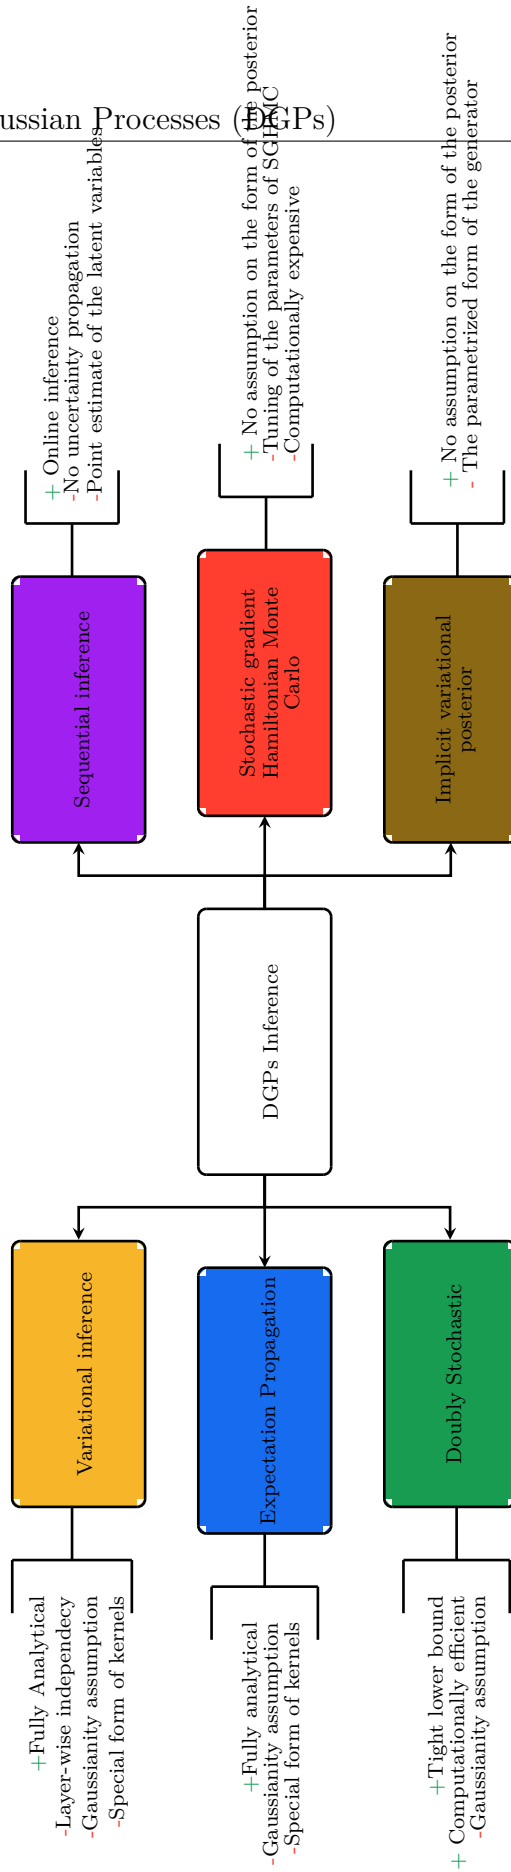 ussian Processes (DGPs)
+Fully Analytical
-Layer-wise independecy
-Gaussianity assumption
-Special form of kernels
Variational inference
+Fully analytical
-Gaussianity assumption
-Special form of kernels
Expectation Propagation
+Tight lower bound
+ Computationally efficient
-Gaussianity assumption
Doubly Stochastic
DGPs Inference
Sequential inference
+ Online inference
-No uncertainty propagation
-Point estimate of the latent variables
Stochastic gradient
Hamiltonian Monte
Carlo
+ No assumption on the form of the posterior
-Tuning of the parameters of SGHMC
-Computationally expensive
Implicit variational
posterior
+ No assumption on the form of the posterior
- The parametrized form of the generator